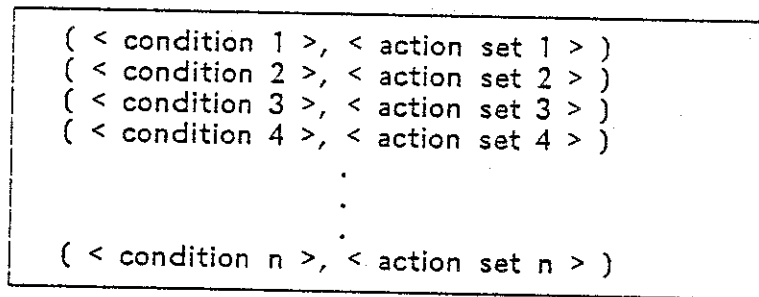 ( < condition 1 >, < action set 1 > )
( < condition 2 >, < action set 2 > )
( < condition 3 >, < action set 3 > )
( < condition 4 >, < action set 4 > )
.
.
.
( < condition n >, < action set n > )